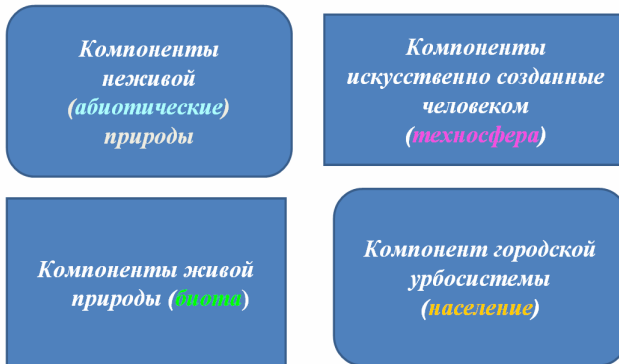 Компоненты
неживой
(абиотические)
природы
Компоненты
искусственно созданные
человеком
(техносфера)
Компоненты живой
природы (биота)
Компонент городской
урбосистемы
(население)